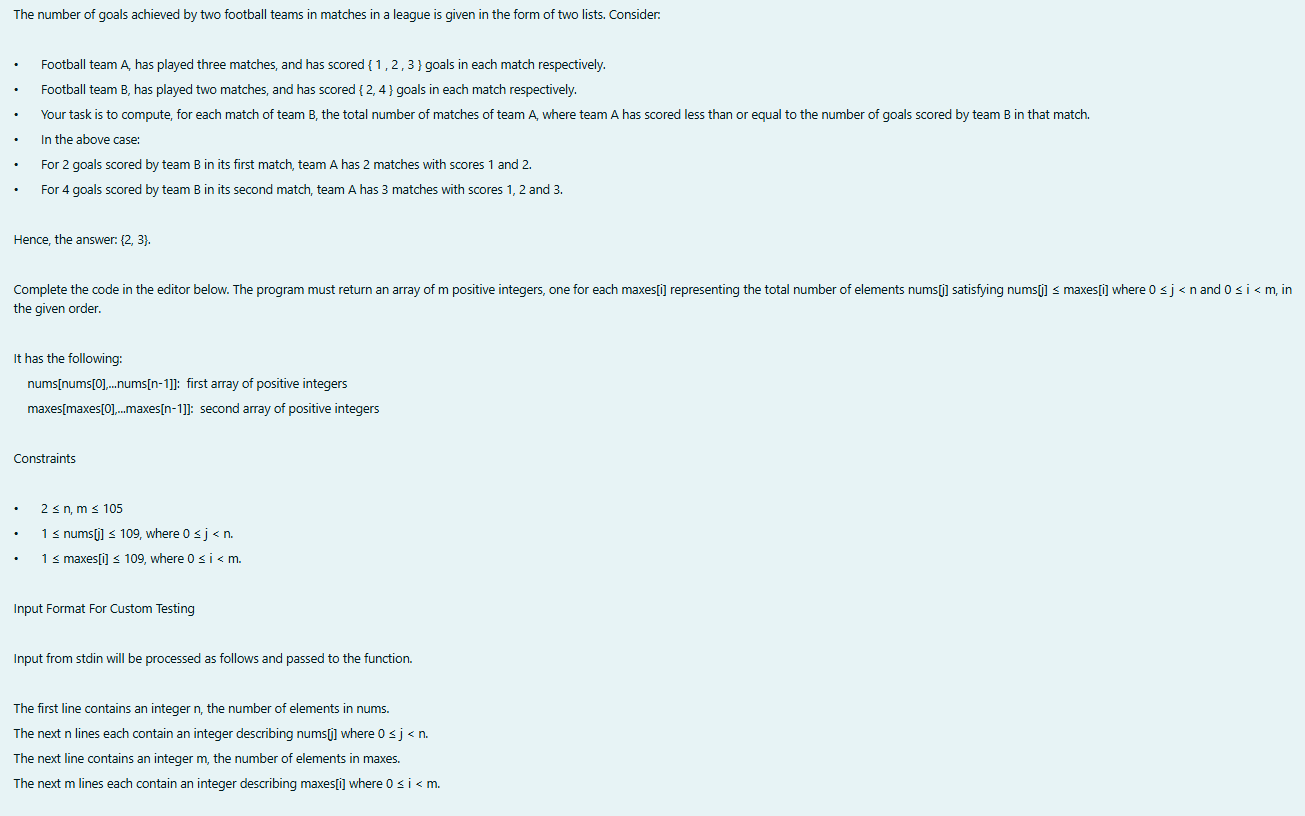 The number of goals achieved by two football teams in matches in a league is given in the form of two lists. Consider:
• Football team A, has played three matches, and has scored { 1 , 2 , 3 } goals in each match respectively.
• Football team B, has played two matches, and has scored { 2, 4 } goals in each match respectively.
• Your task is to compute, for each match of team B, the total number of matches of team A, where team A has scored less than or equal to the number of goals scored by team B in that match.
• In the above case:
• For 2 goals scored by team B in its first match, team A has 2 matches with scores 1 and 2.
• For 4 goals scored by team B in its second match, team A has 3 matches with scores 1, 2 and 3.
Hence, the answer: {2, 3}.
Complete the code in the editor below. The program must return an array of m positive integers, one for each maxes[i] representing the total number of elements nums[j] satisfying nums[j] ≤ maxes[i] where 0 ≤ j < n and 0 ≤ i < m, in
the given order.
It has the following:
nums[nums[0],...nums[n-1]]: first array of positive integers
maxes[maxes[0],...maxes[n-1]]: second array of positive integers
Constraints
• 2 ≤ n, m ≤ 105
• 1 ≤ nums[j] ≤ 109, where 0 ≤ j < n.
• 1 ≤ maxes[i] ≤ 109, where 0 ≤ i < m.
Input Format For Custom Testing
Input from stdin will be processed as follows and passed to the function.
The first line contains an integer n, the number of elements in nums.
The next n lines each contain an integer describing nums[j] where 0 ≤ j < n.
The next line contains an integer m, the number of elements in maxes.
The next m lines each contain an integer describing maxes[i] where 0 ≤ i < m.